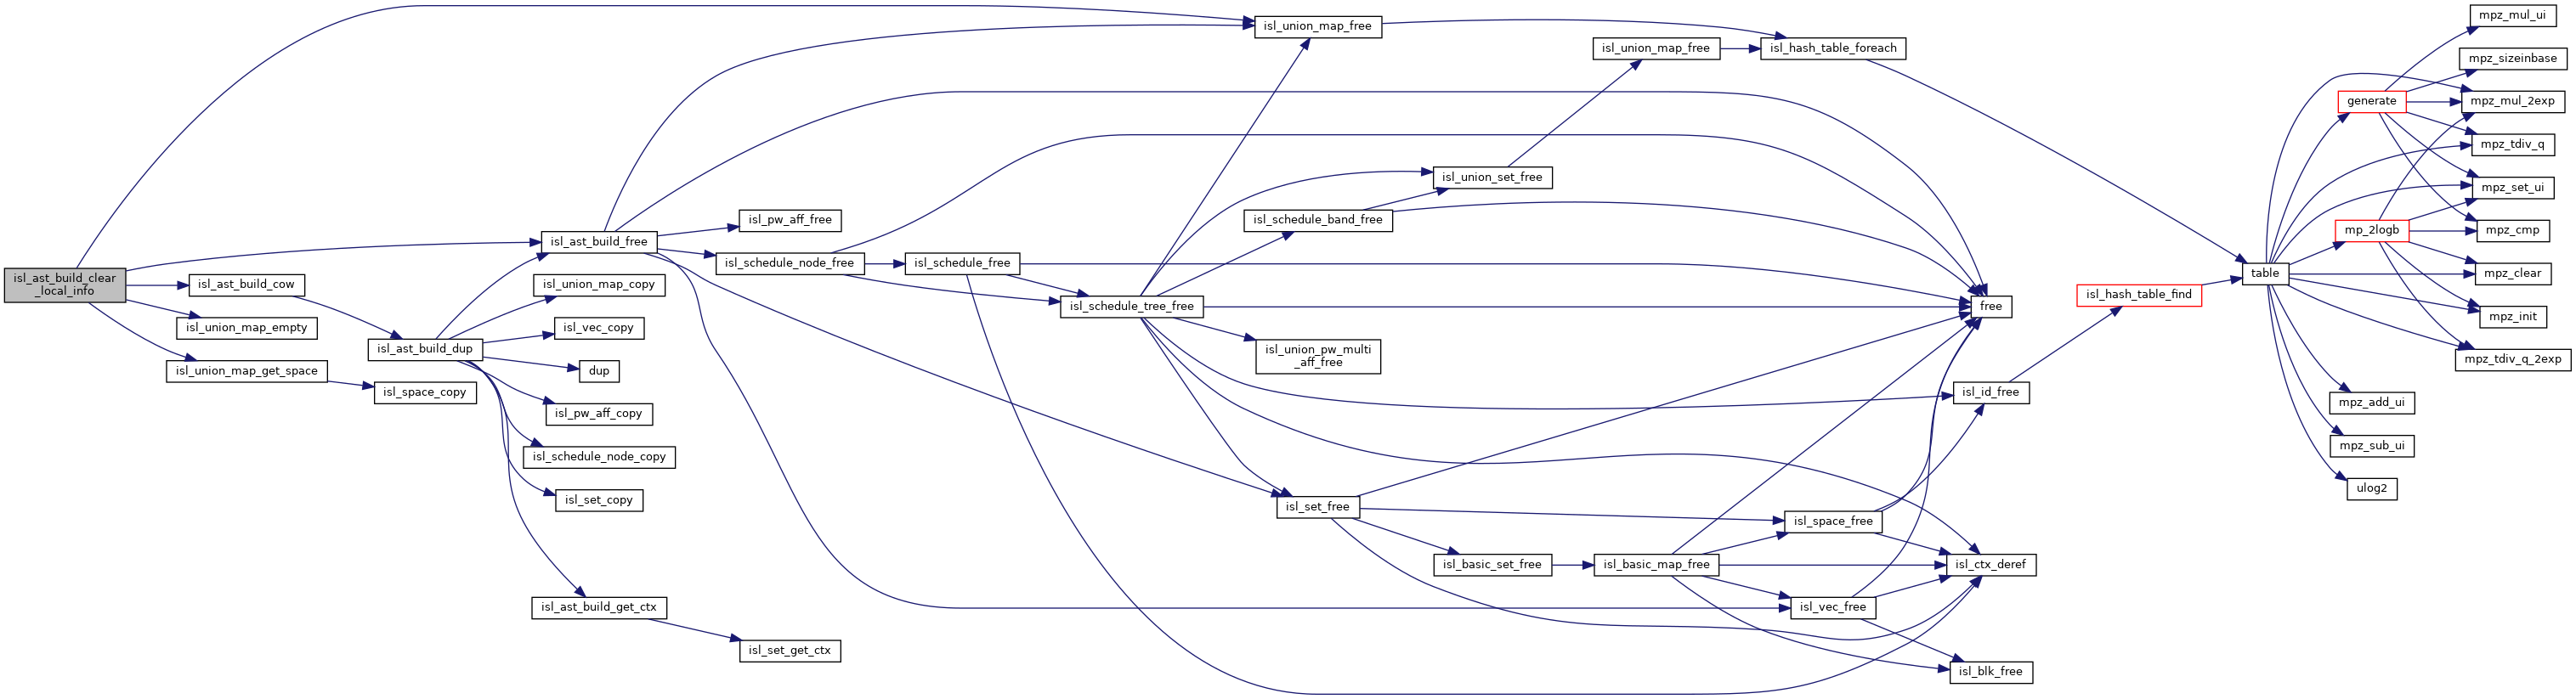 isl_ast_build_clear
_local_info
isl_ast_build_cow
isl_union_map_empty
isl_union_map_get_space
isl_ast_build_dup
isl_space_copy
isl_ast_build_free
isl_union_map_copy
isl_vec_copy
dup
isl_pw_aff_copy
isl_schedule_node_copy
isl_set_copy
isl_ast_build_get_ctx
isl_pw_aff_free
isl_schedule_node_free
isl_set_get_ctx
isl_schedule_free
isl_union_map_free
isl_schedule_band_free
isl_schedule_tree_free
isl_union_pw_multi
_aff_free
isl_set_free
isl_union_set_free
isl_basic_set_free
isl_union_map_free
isl_basic_map_free
isl_hash_table_foreach
isl_space_free
isl_vec_free
free
isl_id_free
isl_ctx_deref
isl_blk_free
isl_hash_table_find
table
generate
mp_2logb
mpz_add_ui
mpz_sub_ui
ulog2
mpz_mul_ui
mpz_sizeinbase
mpz_mul_2exp
mpz_tdiv_q
mpz_set_ui
mpz_cmp
mpz_clear
mpz_init
mpz_tdiv_q_2exp